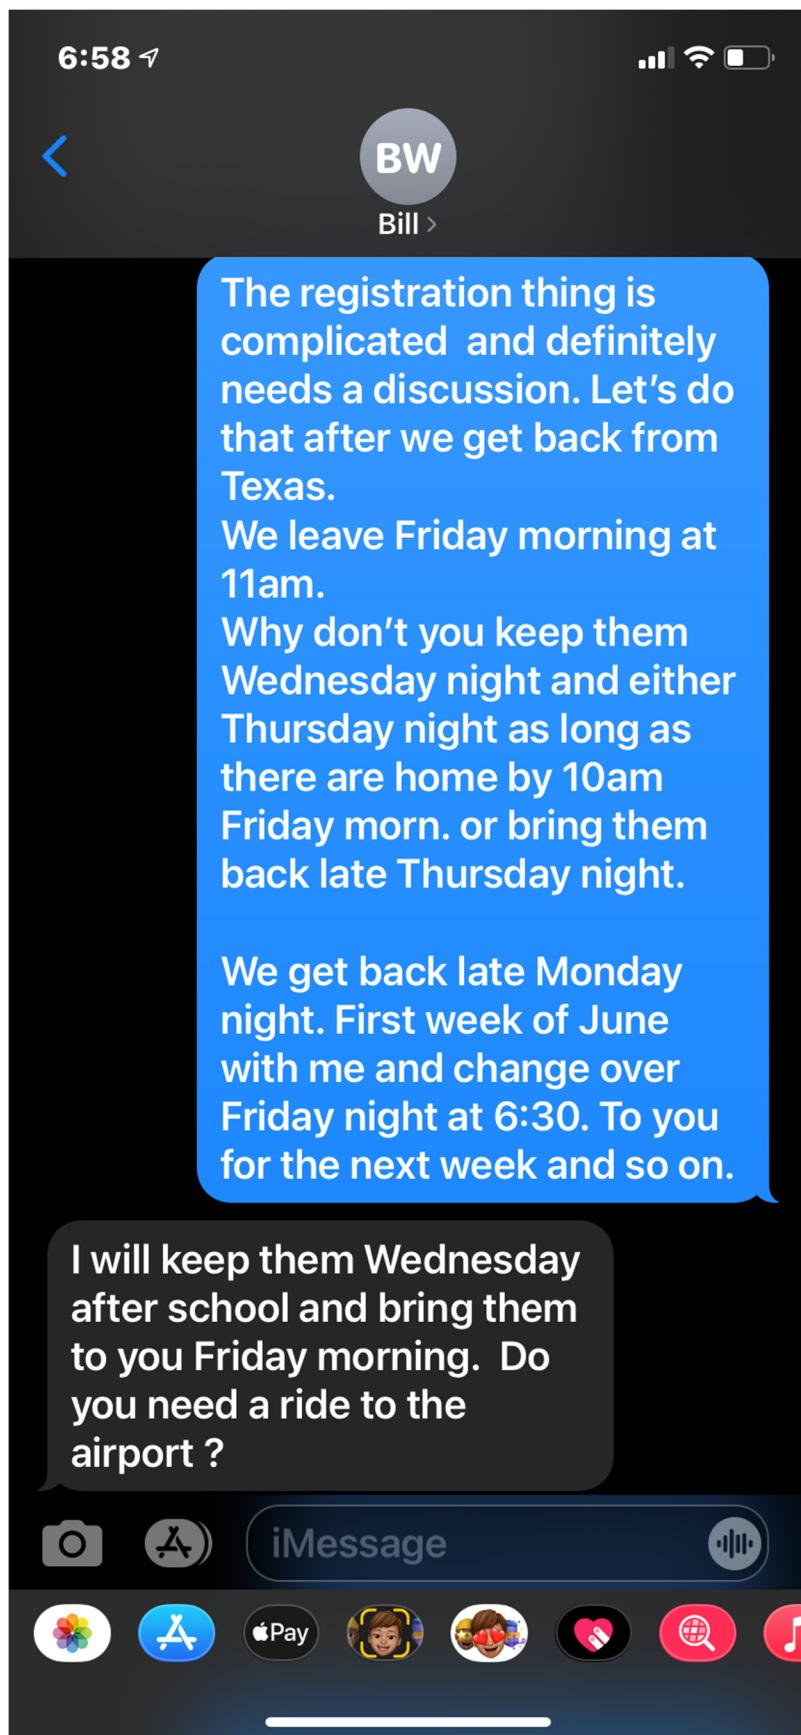 6:58
BW
Bill
The registration thing is
complicated  and definitely
needs a discussion. Let’s do
that after we get back from
Texas.
We leave Friday morning at
11am.
Why don’t you keep them
Wednesday night and either
Thursday night as long as
there are home by 10am
Friday morn. or bring them
back late Thursday night.
We get back late Monday
night. First week of June
with me and change over
Friday night at 6:30. To you
for the next week and so on.
I will keep them Wednesday
after school and bring them
to you Friday morning.  Do
you need a ride to the
airport ?
iMessage
Pay